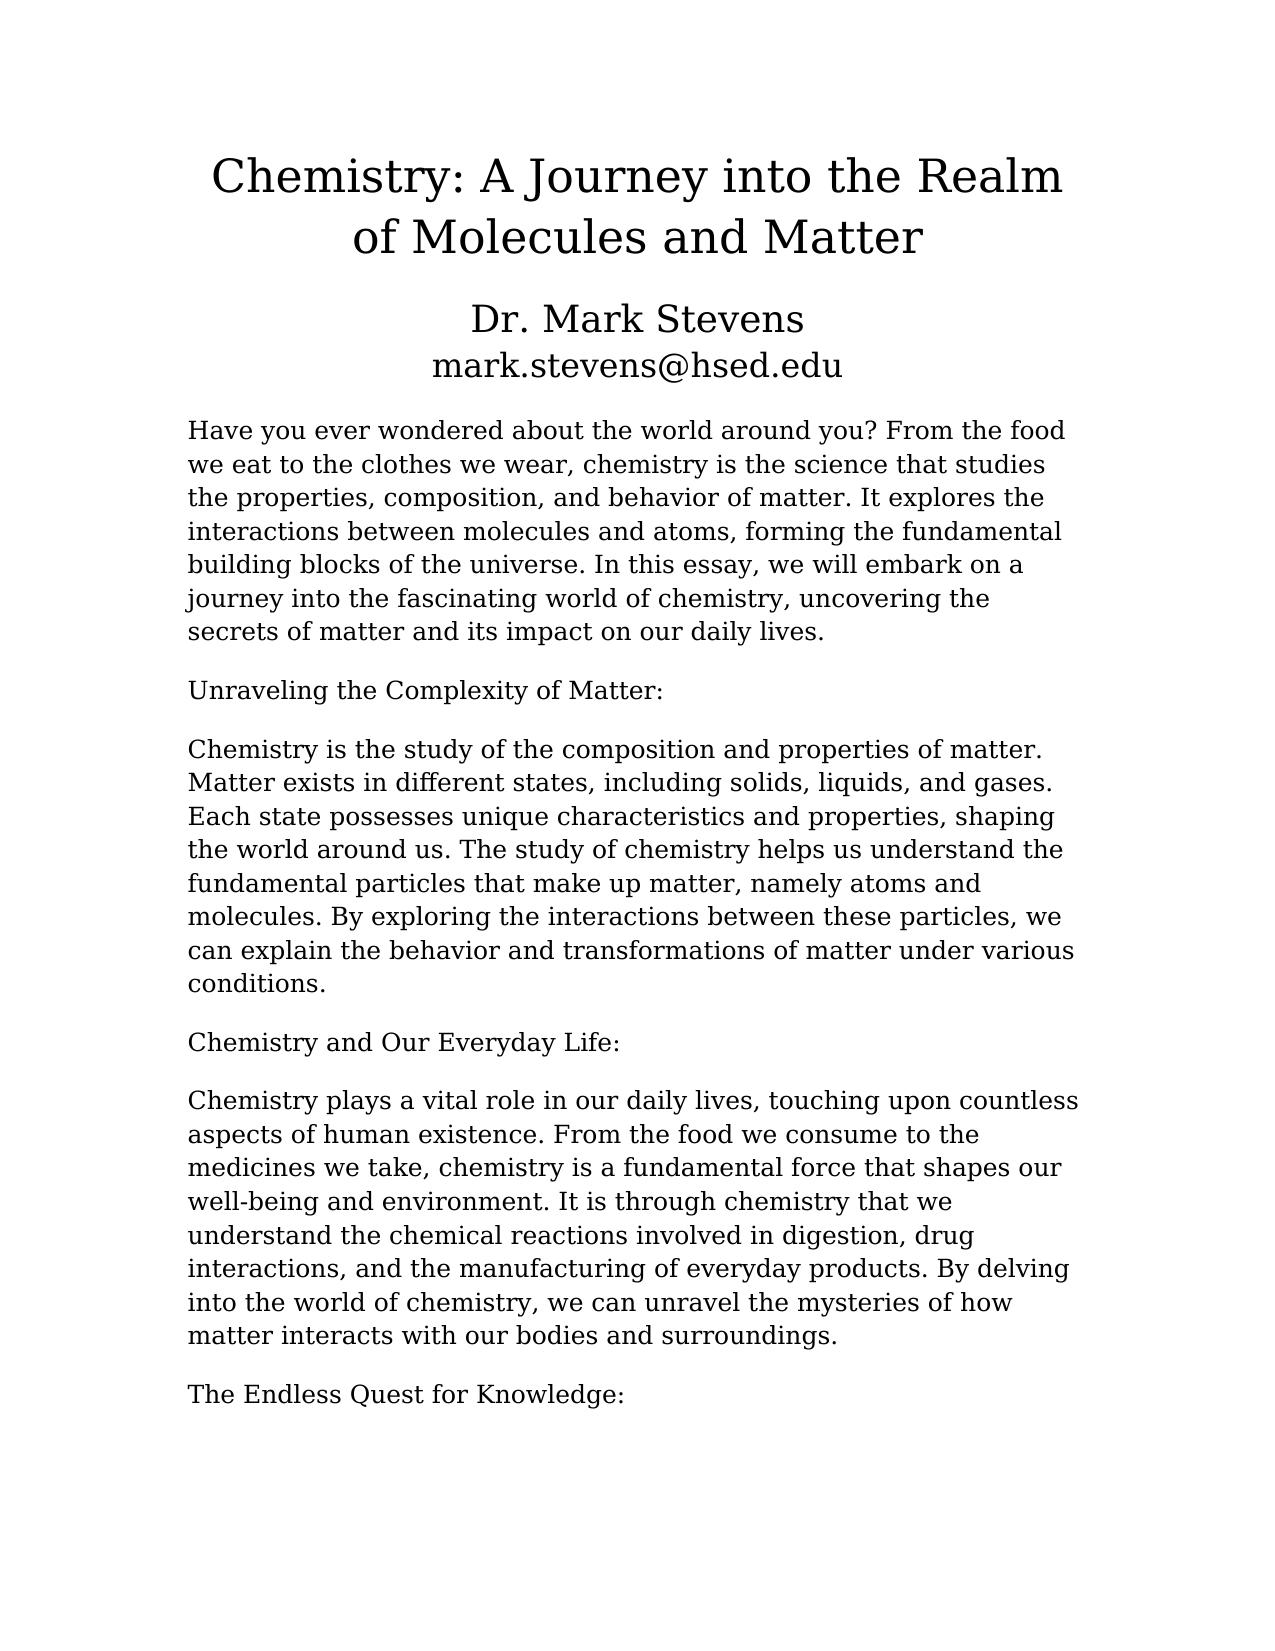 Chemistry: A Journey into the Realm
of Molecules and Matter
Dr. Mark Stevens
mark.stevens@hsed.edu
Have you ever wondered about the world around you? From the food
we eat to the clothes we wear, chemistry is the science that studies
the properties, composition, and behavior of matter. It explores the
interactions between molecules and atoms, forming the fundamental
building blocks of the universe. In this essay, we will embark on a
journey into the fascinating world of chemistry, uncovering the
secrets of matter and its impact on our daily lives.
Unraveling the Complexity of Matter:
Chemistry is the study of the composition and properties of matter.
Matter exists in different states, including solids, liquids, and gases.
Each state possesses unique characteristics and properties, shaping
the world around us. The study of chemistry helps us understand the
fundamental particles that make up matter, namely atoms and
molecules. By exploring the interactions between these particles, we
can explain the behavior and transformations of matter under various
conditions.
Chemistry and Our Everyday Life:
Chemistry plays a vital role in our daily lives, touching upon countless
aspects of human existence. From the food we consume to the
medicines we take, chemistry is a fundamental force that shapes our
well-being and environment. It is through chemistry that we
understand the chemical reactions involved in digestion, drug
interactions, and the manufacturing of everyday products. By delving
into the world of chemistry, we can unravel the mysteries of how
matter interacts with our bodies and surroundings.
The Endless Quest for Knowledge: